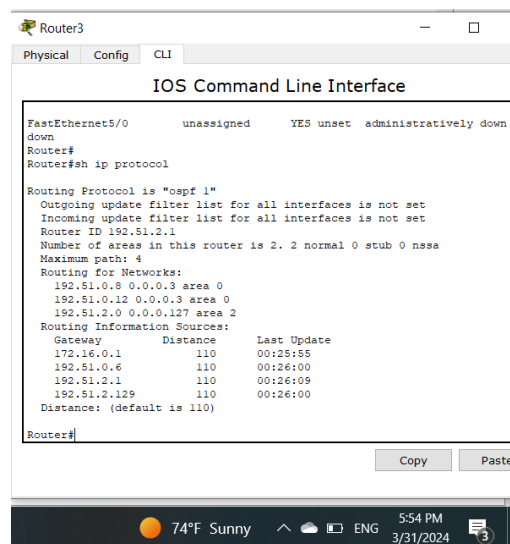 Router3
Physical Config CLI
IOS Command Line Interface
FastEthernet5/0 unassigned YES unset administratively down
down
Router#
Router#sh ip protocol
Routing Protocol is "ospf 1"
Outgoing update filter list for all interfaces is not set
Incoming update filter list for all interfaces is not set
Router ID 192.51.2.1
Number of areas in this router is 2. 2 normal 0 stub 0 nssa
Maximum path: 4
Routing for Networks:
192.51.0.8 0.0.0.3 area 0
192.51.0.12 0.0.0.3 area 0
192.51.2.0 0.0.0.127 area 2
Routing Information Sources:
Gateway Distance Last Update
172.16.0.1 110 00:25:55
192.51.0.6 110 00:26:00
192.51.2.1 110 00:26:09
192.51.2.129 110 00:26:00
Distance: (default is 110)
Router#
Copy Paste
74°F Sunny ENG 5:54 PM
3/31/2024 3